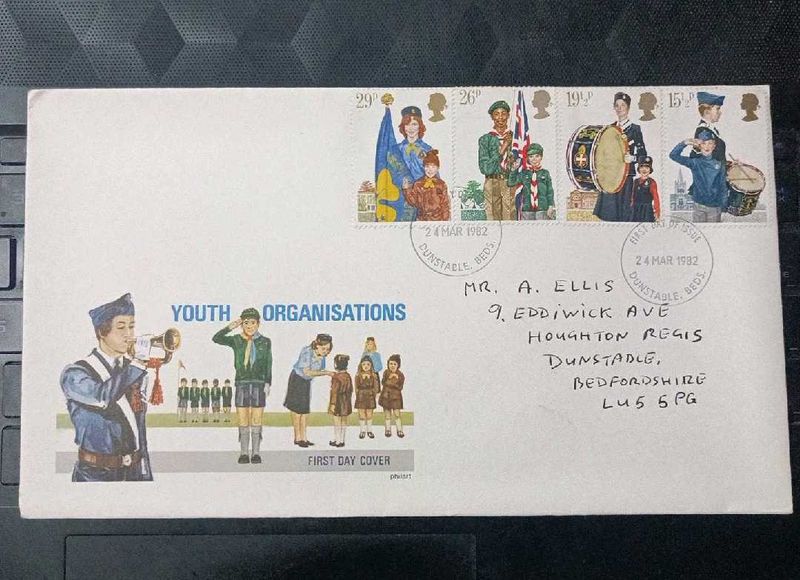 29P
26P
19½P
15½P
FIRST DAY OF ISSUE
24 MAR 1982
DUNSTABLE, BEDS.
24 MAR 1982
DUNSTABLE, BEDS.
MR. A. ELLIS
9, EDDIWICK AVE
HOUGHTON REGIS
DUNSTABLE,
BEDFORDSHIRE
LU5 5PG
YOUTH ORGANISATIONS
FIRST DAY COVER
philart